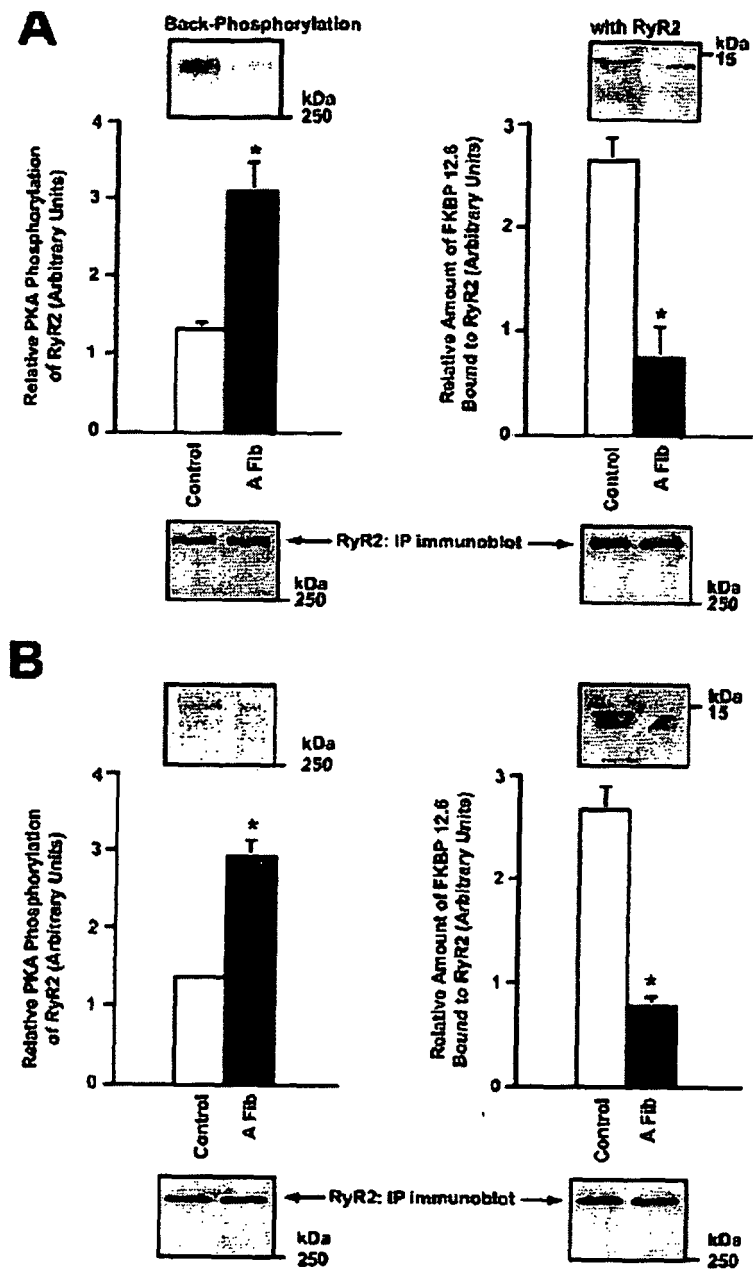 A
Back-Phosphorylation
with RyR2
kDa
15
kDa
250
4
3
2
1
0
Relative PKA Phosphorylation
of RyR2 (Arbitrary Units)
*
Control
A Fib
3
2
1
0
Relative Amount of FKBP 12.6
Bound to RyR2 (Arbitrary Units)
*
Control
A Fib
RyR2: IP immunoblot
kDa
250
kDa
250
B
kDa
15
kDa
250
4
3
2
1
0
Relative PKA Phosphorylation
of RyR2 (Arbitrary Units)
*
Control
A Fib
3
2
1
0
Relative Amount of FKBP 12.6
Bound to RyR2 (Arbitrary Units)
*
Control
A Fib
RyR2: IP immunoblot
kDa
250
kDa
250